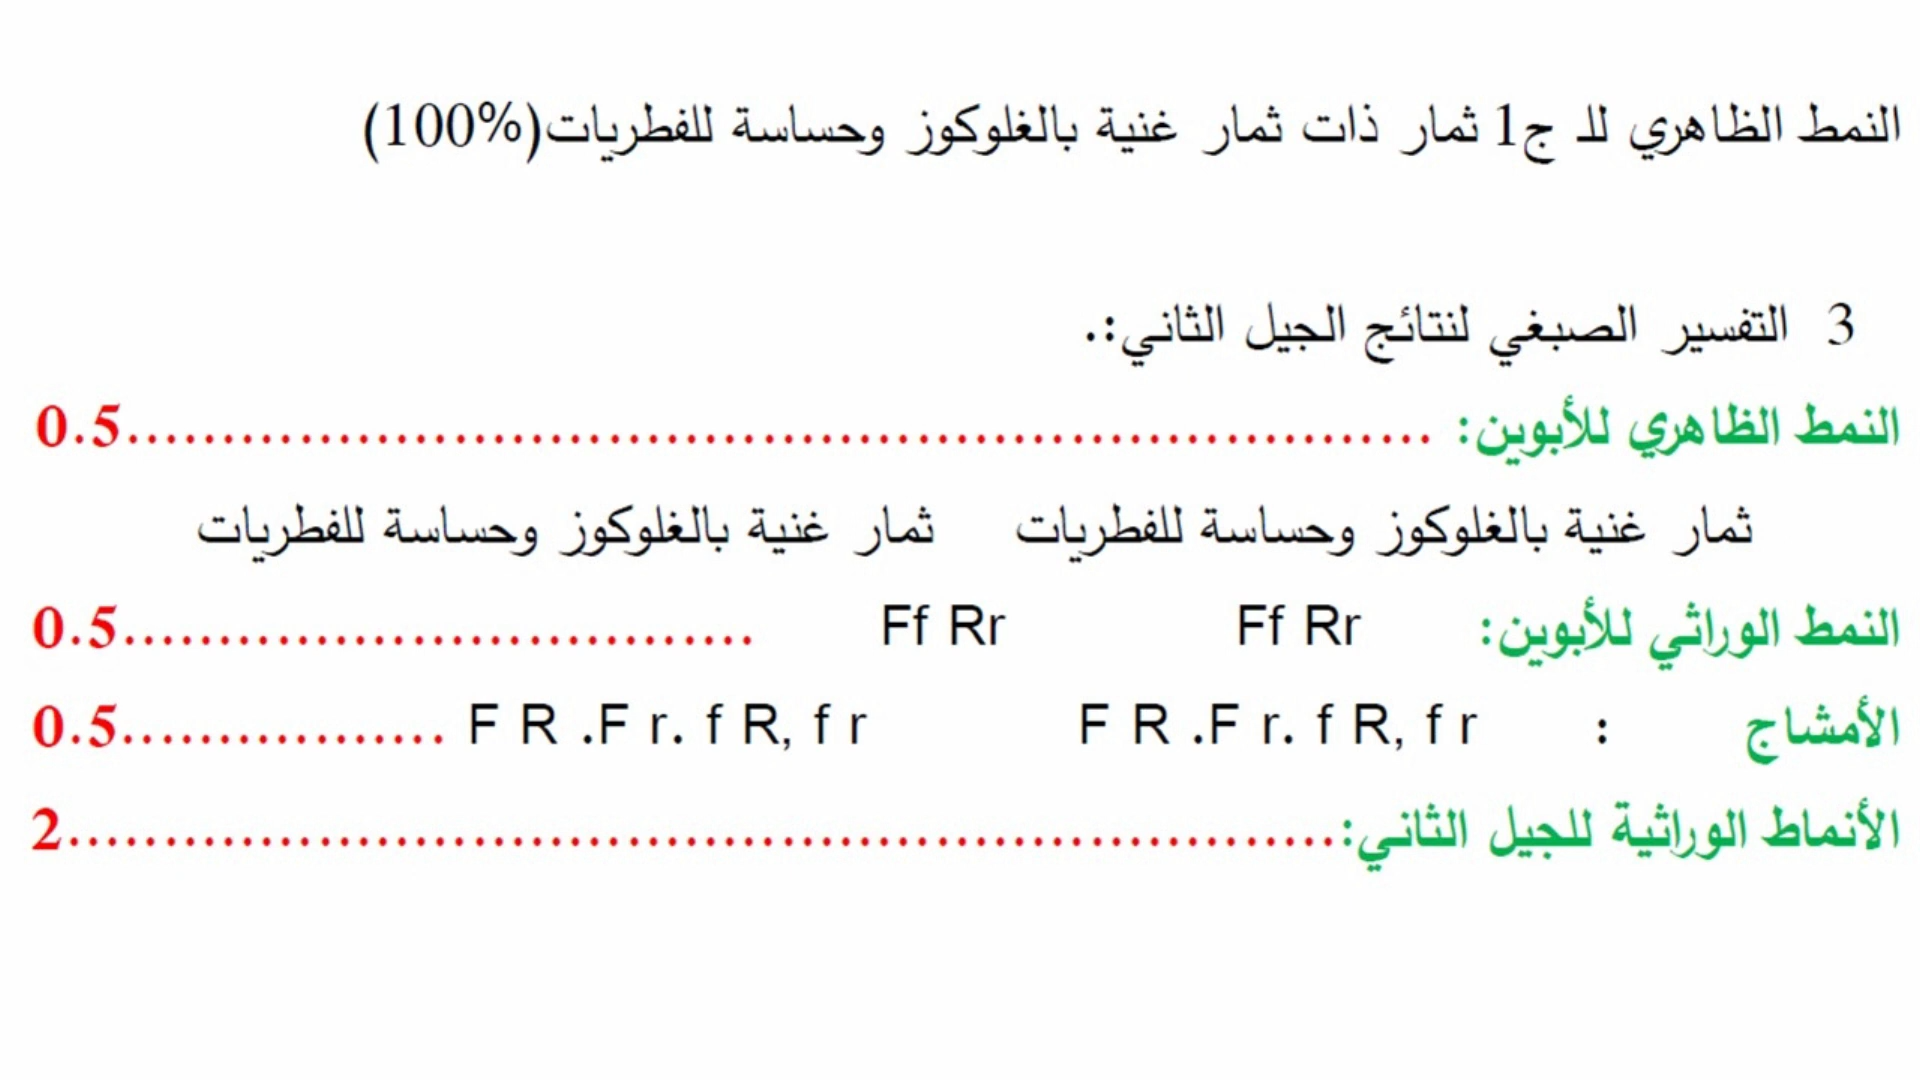 النمط الظاهري للـ ج1 ثمار ذات ثمار غنية بالغلوكوز وحساسة للفطريات(100%)
3 التفسير الصبغي لنتائج الجيل الثاني:.
النمط الظاهري للأبوين: ....................................................................0.5
ثمار غنية بالغلوكوز وحساسة للفطريات ثمار غنية بالغلوكوز وحساسة للفطريات
النمط الوراثي للأبوين: Ff Rr Ff Rr .................................0.5
الأمشاج : F R .F r. f R, f r F R .F r. f R, f r .................0.5
الأنماط الوراثية للجيل الثاني:..................................................................2